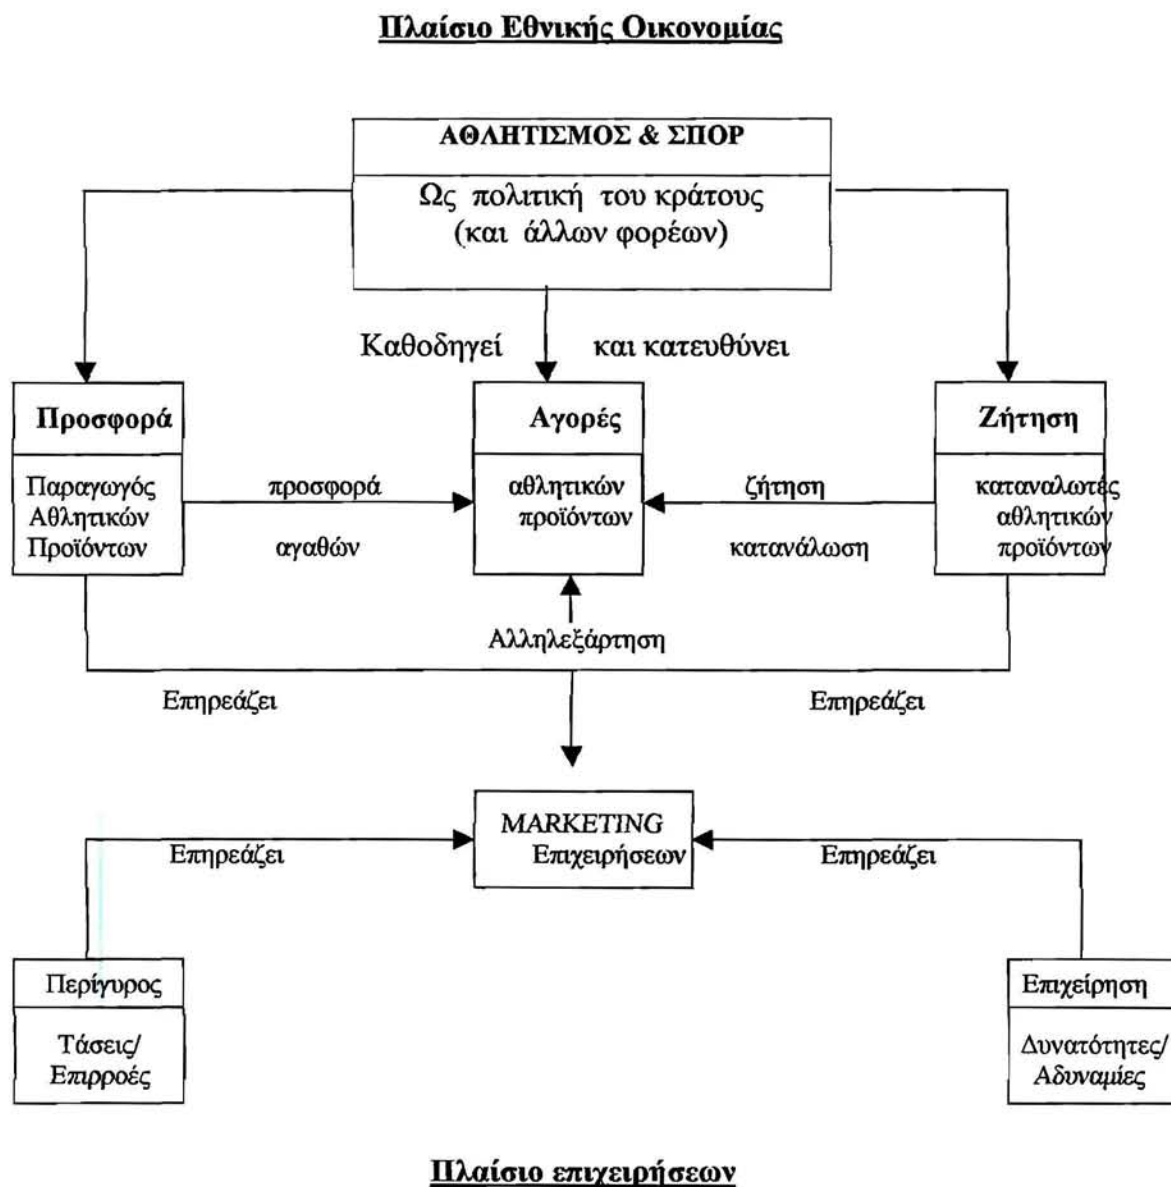 Πλαίσιο Εθνικής Οικονομίας
ΑΘΛΗΤΙΣΜΟΣ & ΣΠΟΡ
Ως πολιτική του κράτους
(και άλλων φορέων)
Καθοδηγεί και κατευθύνει
Προσφορά
Παραγωγός
Αθλητικών
Προϊόντων
προσφορά
αγαθών
Αγορές
αθλητικών
προϊόντων
ζήτηση
κατανάλωση
Ζήτηση
καταναλωτές
αθλητικών
προϊόντων
Αλληλεξάρτηση
Επηρεάζει
Επηρεάζει
MARKETING
Επιχειρήσεων
Επηρεάζει
Επηρεάζει
Περίγυρος
Τάσεις/
Επιρροές
Επιχείρηση
Δυνατότητες/
Αδυναμίες
Πλαίσιο επιχειρήσεων